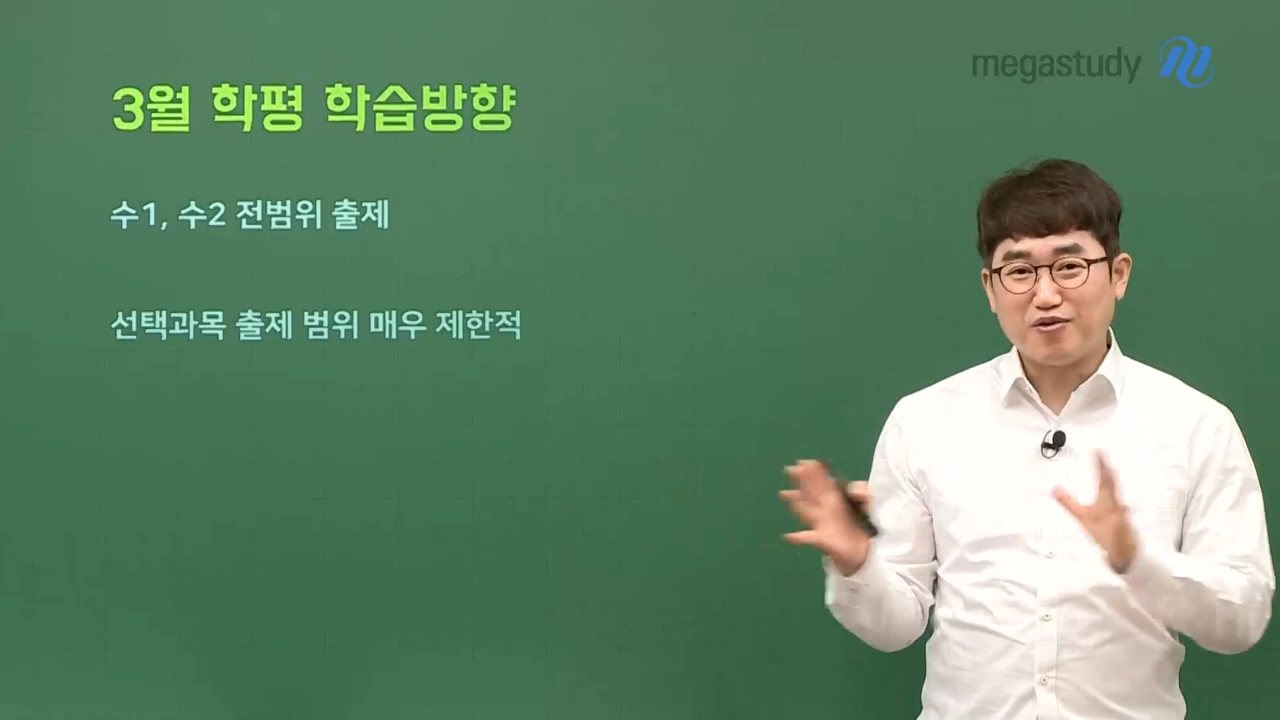 megastudy
3월 학평 학습방향
수1, 수2 전범위 출제
선택과목 출제 범위 매우 제한적